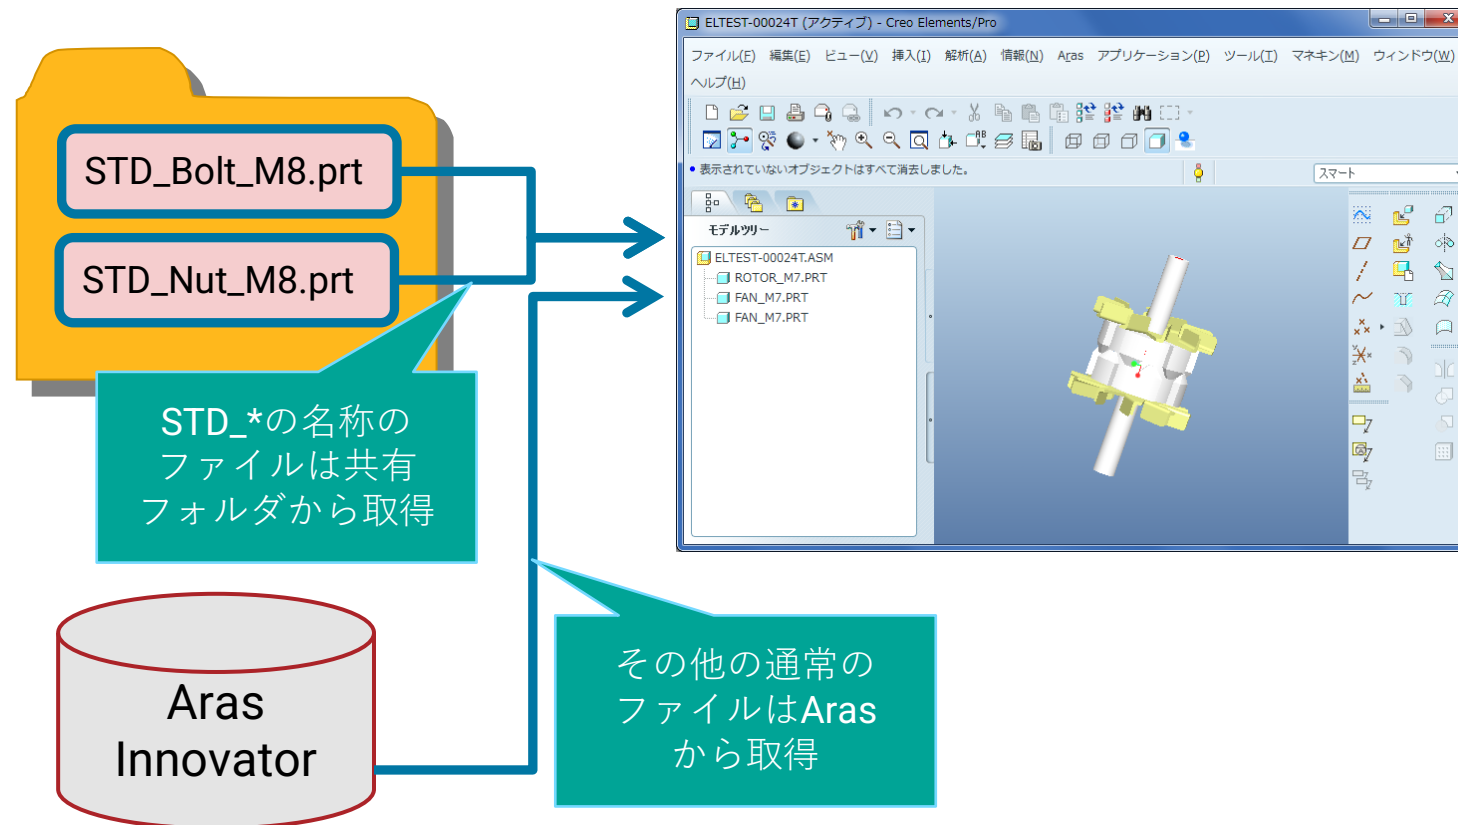 STD_Bolt_M8.prt
STD_Nut_M8.prt
STD_*の名称の
ファイルは共有
フォルダから取得
Aras
Innovator
その他の通常の
ファイルはAras
から取得
ELTEST-00024T (アクティブ) - Creo Elements/Pro
ファイル(F) 編集(E) ビュー(V) 挿入(I) 解析(A) 情報(N) Aras アプリケーション(P) ツール(T) マネキン(M) ウィンドウ(W)
ヘルプ(H)
表示されていないオブジェクトはすべて消去しました。
スマート
モデルツリー
ELTEST-00024T.ASM
ROTOR_M7.PRT
FAN_M7.PRT
FAN_M7.PRT